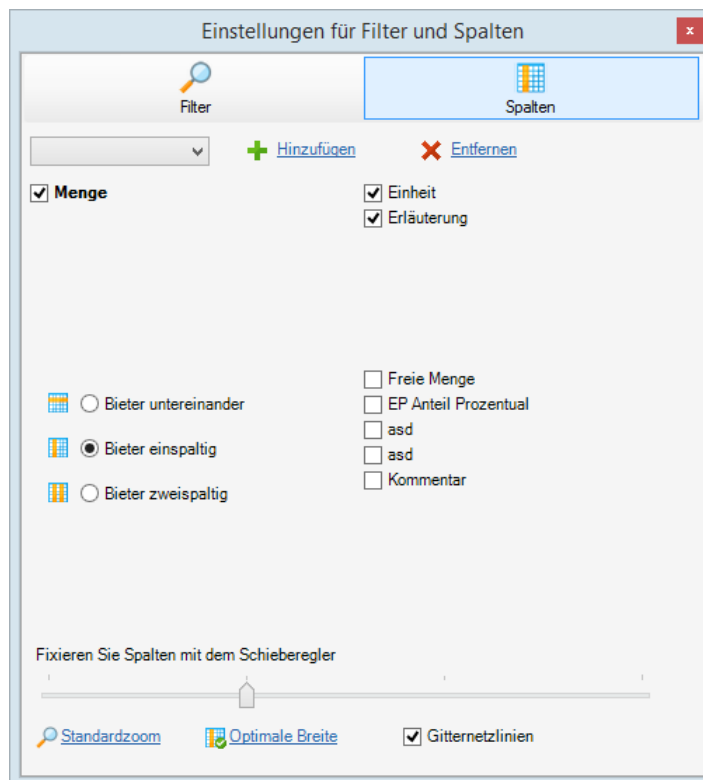 Einstellungen für Filter und Spalten
x
Filter
Spalten
Hinzufügen
Entfernen
Menge
Einheit
Erläuterung
Freie Menge
EP Anteil Prozentual
asd
asd
Kommentar
Bieter untereinander
Bieter einspaltig
Bieter zweispaltig
Fixieren Sie Spalten mit dem Schieberegler
Standardzoom
Optimale Breite
Gitternetzlinien